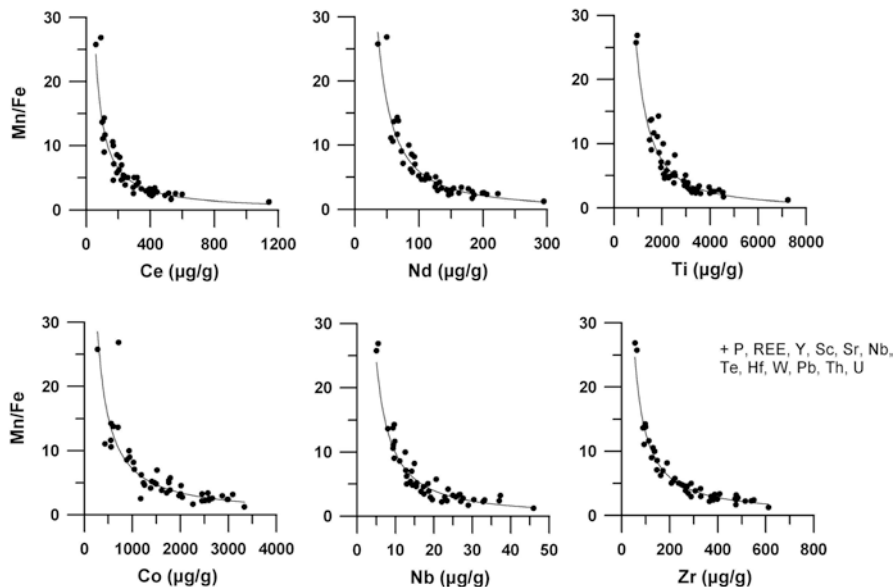 30
20
Mn/Fe
10
0
0 400 800 1200
Ce (µg/g)
30
20
10
0
0 100 200 300
Nd (µg/g)
30
20
10
0
0 2000 4000 6000 8000
Ti (µg/g)
30
20
Mn/Fe
10
0
0 1000 2000 3000 4000
Co (µg/g)
30
20
10
0
0 10 20 30 40 50
Nb (µg/g)
30
20
10
0
0 200 400 600 800
Zr (µg/g)
+ P, REE, Y, Sc, Sr, Nb,
Te, Hf, W, Pb, Th, U